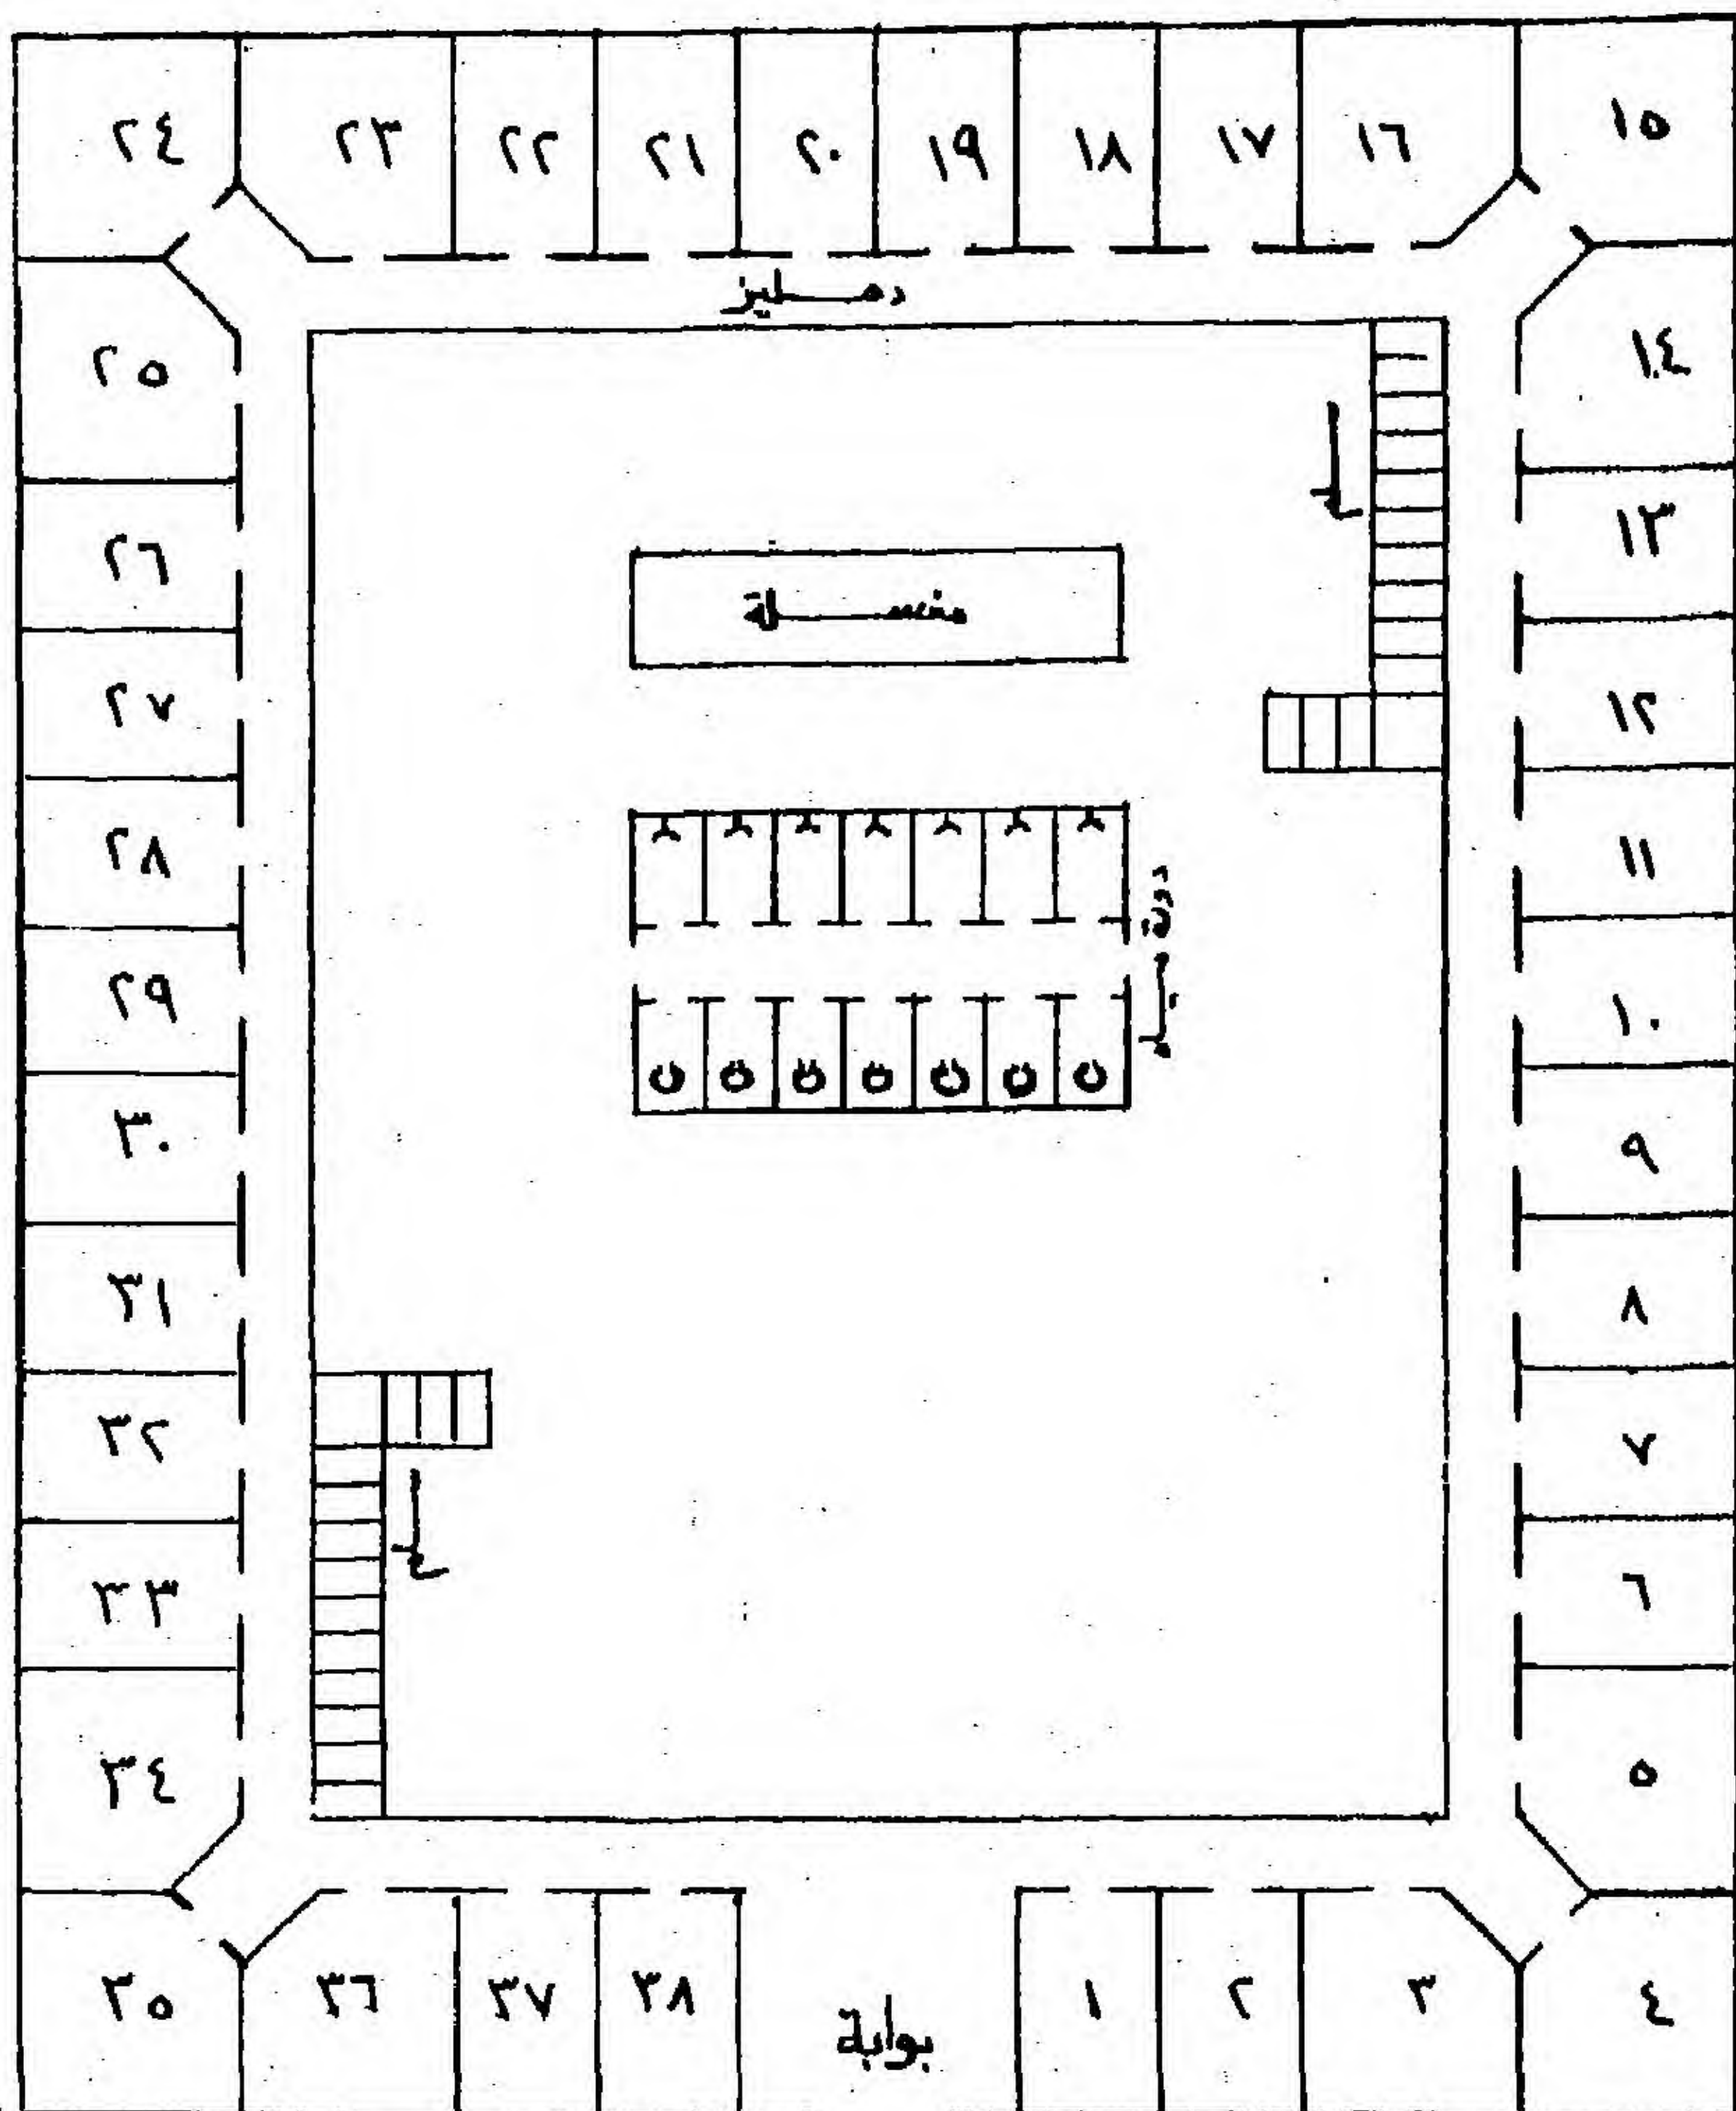 ١٥ ١٦ ١٧ ١٨ ١٩ ٢٠ ٢١ ٢٢ ٢٣ ٢٤
دهليز
١٤ ٢٥
١٣ ٢٦
مغسلة
١٢ ٢٧
١١ ٢٨
١٠ ٢٩
٩ ٣٠
٨ ٣١
٧ ٣٢
٦ ٣٣
٥ ٣٤
٤ ٣ ٢ ١ بوابة ٣٨ ٣٧ ٣٦ ٣٥